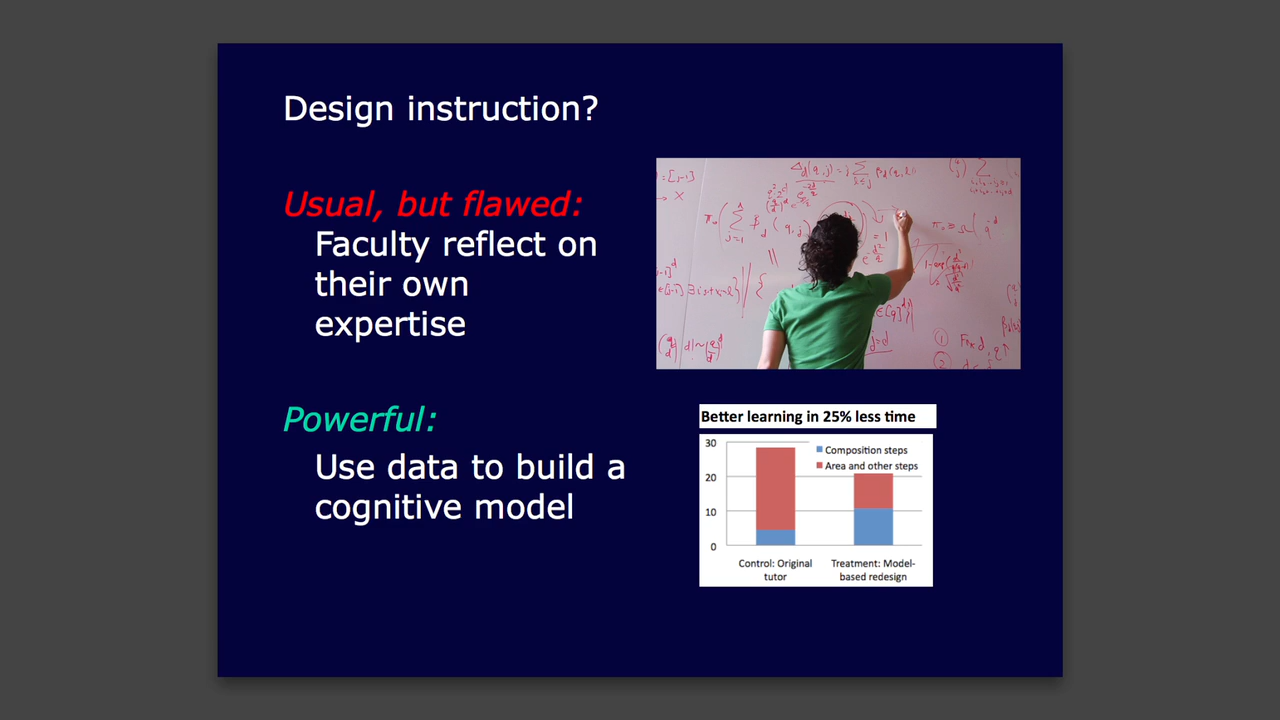 Design instruction?
Usual, but flawed:
Faculty reflect on
their own
expertise
Powerful:
Use data to build a
cognitive model
Better learning in 25% less time
30
20
10
0
Composition steps
Area and other steps
Control: Original
tutor
Treatment: Model-
based redesign